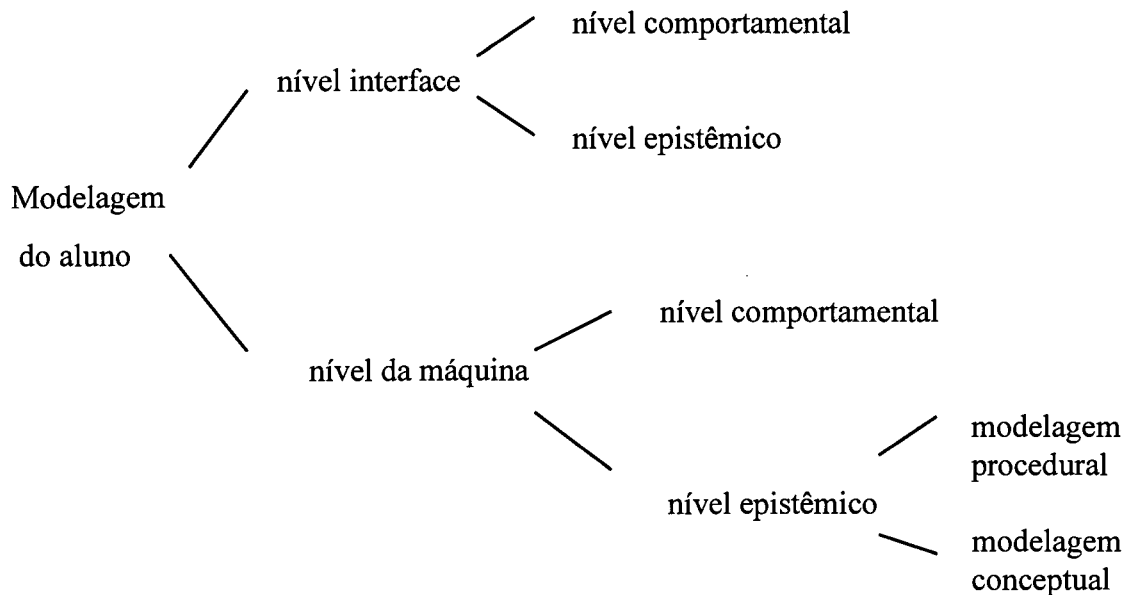 nível comportamental
nível interface
nível epistêmico
Modelagem
do aluno
nível comportamental
nível da máquina
modelagem
procedural
nível epistêmico
modelagem
conceptual